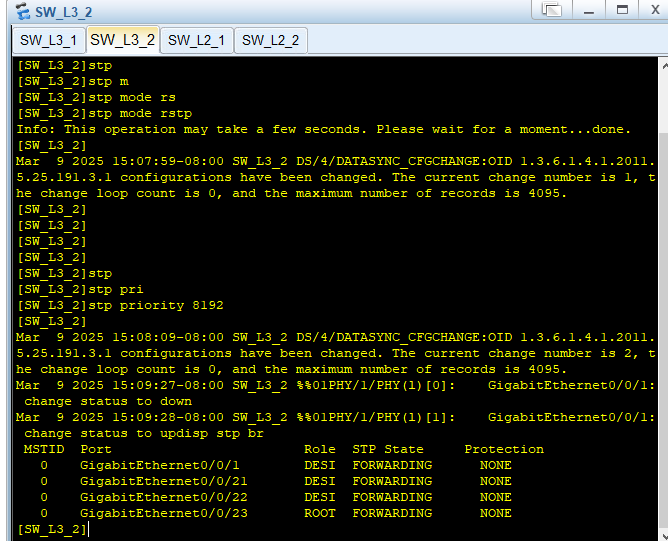 SW_L3_2
SW_L3_1 SW_L3_2 SW_L2_1 SW_L2_2
[SW_L3_2]stp
[SW_L3_2]stp m
[SW_L3_2]stp mode rs
[SW_L3_2]stp mode rstp
Info: This operation may take a few seconds. Please wait for a moment...done.
[SW_L3_2]
Mar  9 2025 15:07:59-08:00 SW_L3_2 DS/4/DATASYNC_CFGCHANGE:OID 1.3.6.1.4.1.2011.
5.25.191.3.1 configurations have been changed. The current change number is 1, t
he change loop count is 0, and the maximum number of records is 4095.
[SW_L3_2]
[SW_L3_2]
[SW_L3_2]
[SW_L3_2]
[SW_L3_2]stp
[SW_L3_2]stp pri
[SW_L3_2]stp priority 8192
[SW_L3_2]
Mar  9 2025 15:08:09-08:00 SW_L3_2 DS/4/DATASYNC_CFGCHANGE:OID 1.3.6.1.4.1.2011.
5.25.191.3.1 configurations have been changed. The current change number is 2, t
he change loop count is 0, and the maximum number of records is 4095.
Mar  9 2025 15:09:27-08:00 SW_L3_2 %%01PHY/1/PHY(l)[0]:    GigabitEthernet0/0/1:
 change status to down
Mar  9 2025 15:09:28-08:00 SW_L3_2 %%01PHY/1/PHY(l)[1]:    GigabitEthernet0/0/1:
 change status to updisp stp br
 MSTID  Port                        Role  STP State     Protection
   0    GigabitEthernet0/0/1        DESI  FORWARDING      NONE
   0    GigabitEthernet0/0/21       DESI  FORWARDING      NONE
   0    GigabitEthernet0/0/22       DESI  FORWARDING      NONE
   0    GigabitEthernet0/0/23       ROOT  FORWARDING      NONE
[SW_L3_2]